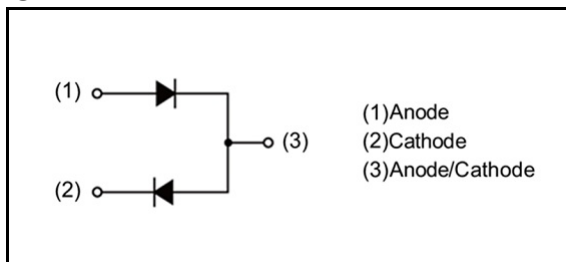 (1)
(3)
(2)
(1)Anode
(2)Cathode
(3)Anode/Cathode